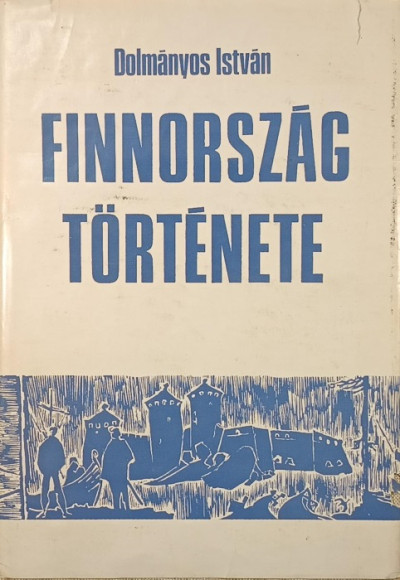 Dolmányos István
FINNORSZÁG
TÖRTÉNETE